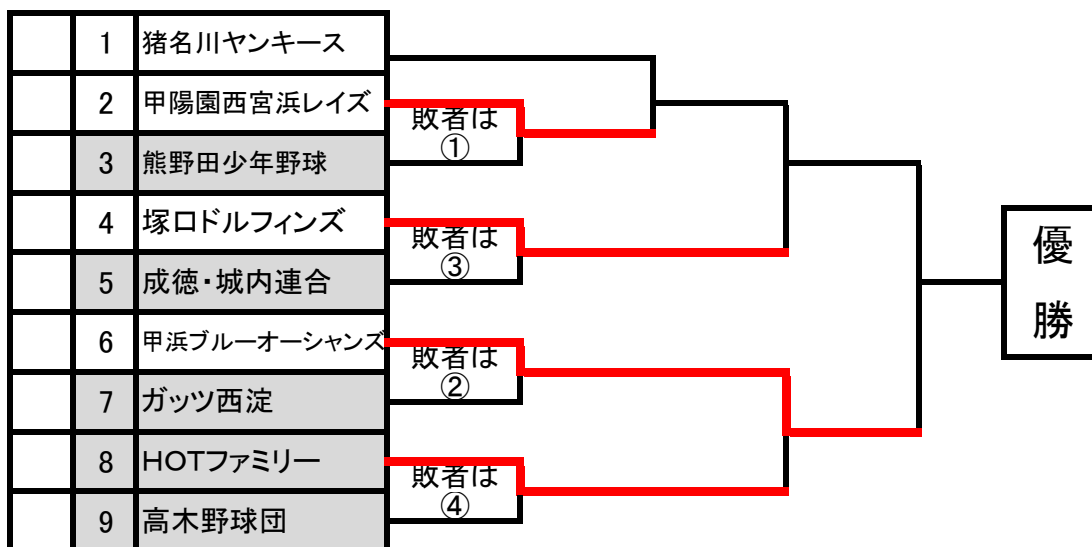 1 猪名川ヤンキース
2 甲陽園西宮浜レイズ
敗者は
①
3 熊野田少年野球
4 塚口ドルフィンズ
敗者は
③
5 成徳・城内連合
6 甲浜ブルーオーシャンズ
敗者は
②
7 ガッツ西淀
8 HOTファミリー
敗者は
④
9 高木野球団
優
勝